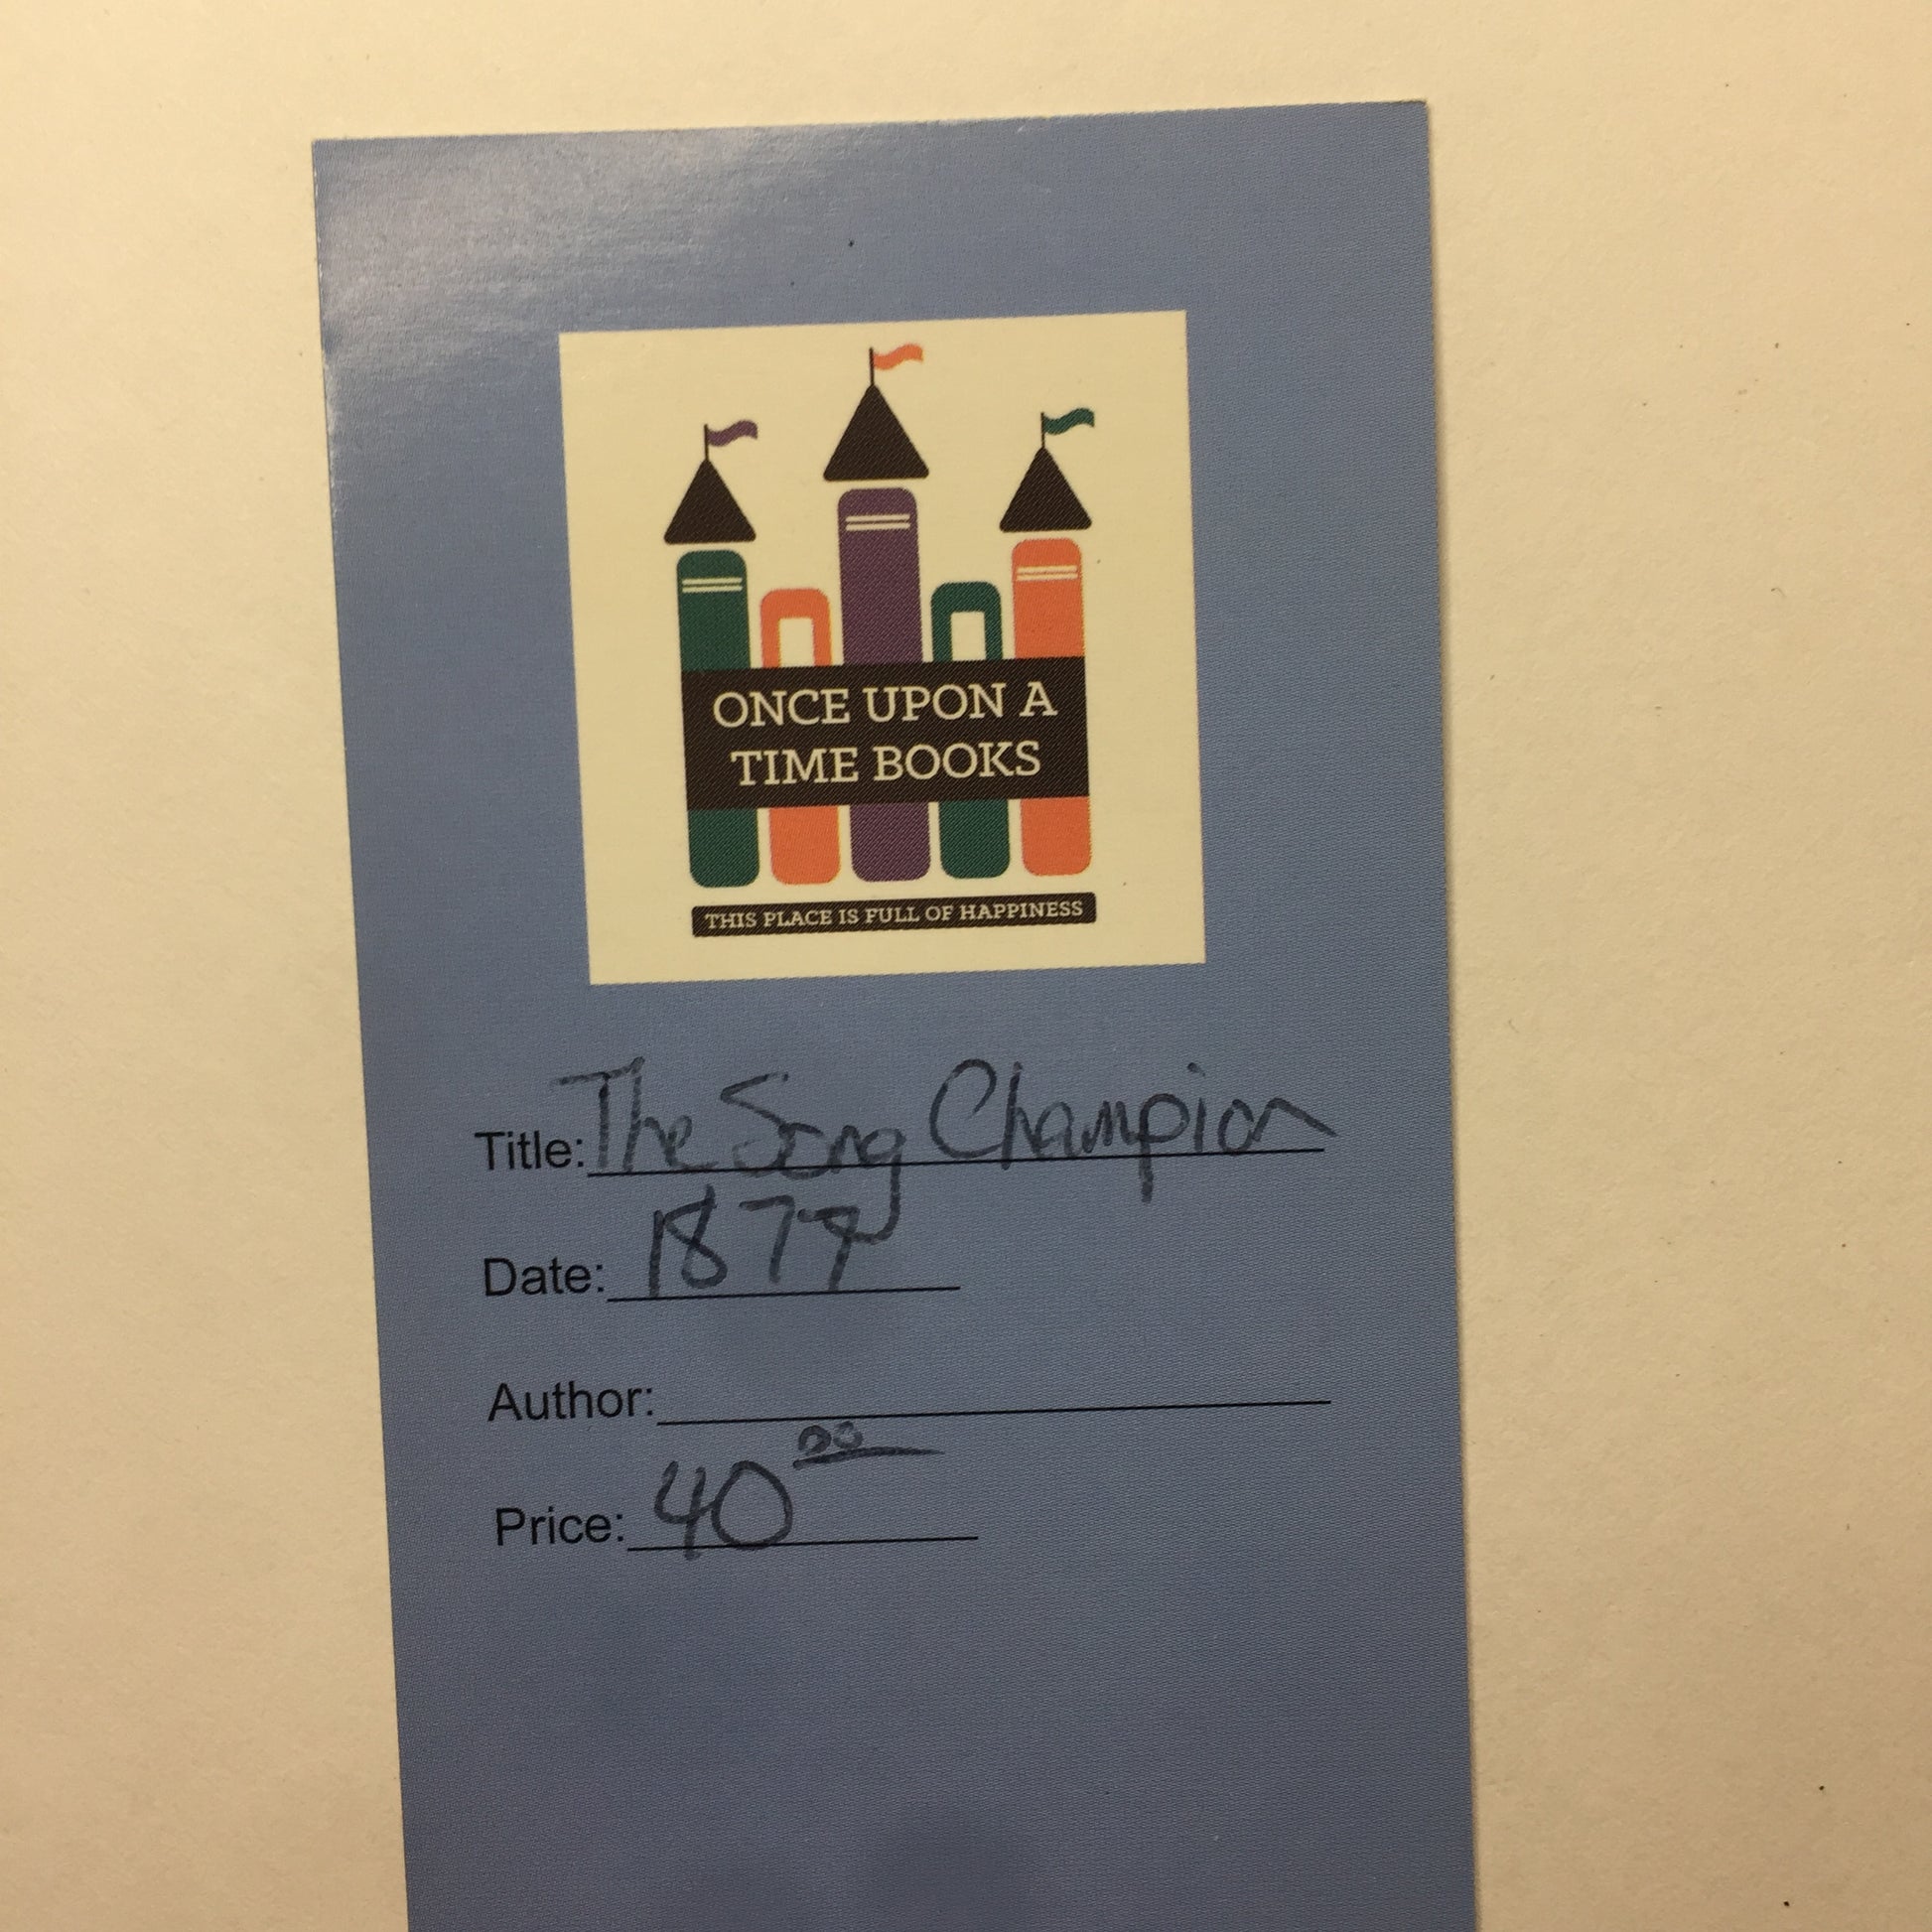 ONCE UPON A
TIME BOOKS
THIS PLACE IS FULL OF HAPPINESS
Title: The Song Champion
Date: 1877
Author:
Price: 40 00